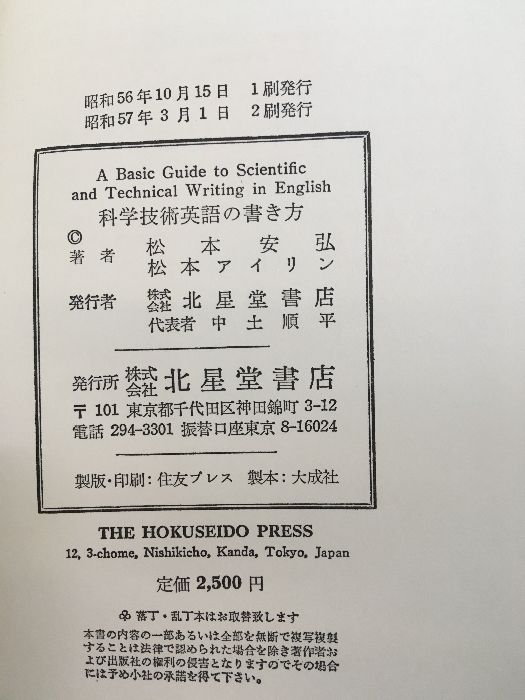 昭和56年10月15日 1刷発行
昭和57年3月1日 2刷発行
A Basic Guide to Scientific
and Technical Writing in English
科学技術英語の書き方
© 著者 松本安弘
松本アイリン
発行者 株式会社 北星堂書店
代表者 中土順平
発行所 株式会社 北星堂書店
〒101 東京都千代田区神田錦町 3-12
電話 294-3301 振替口座東京 8-16024
製版・印刷: 住友プレス 製本: 大成社
THE HOKUSEIDO PRESS
12, 3-chome, Nishikicho, Kanda, Tokyo, Japan
定価 2,500 円
落丁・乱丁本はお取替致します
本書の内容の一部あるいは全部を無断で複写複製
することは法律で認められた場合を除き著作者お
よび出版社の権利の侵害となりますのでその場合
には予め小社の承諾を得て下さい。